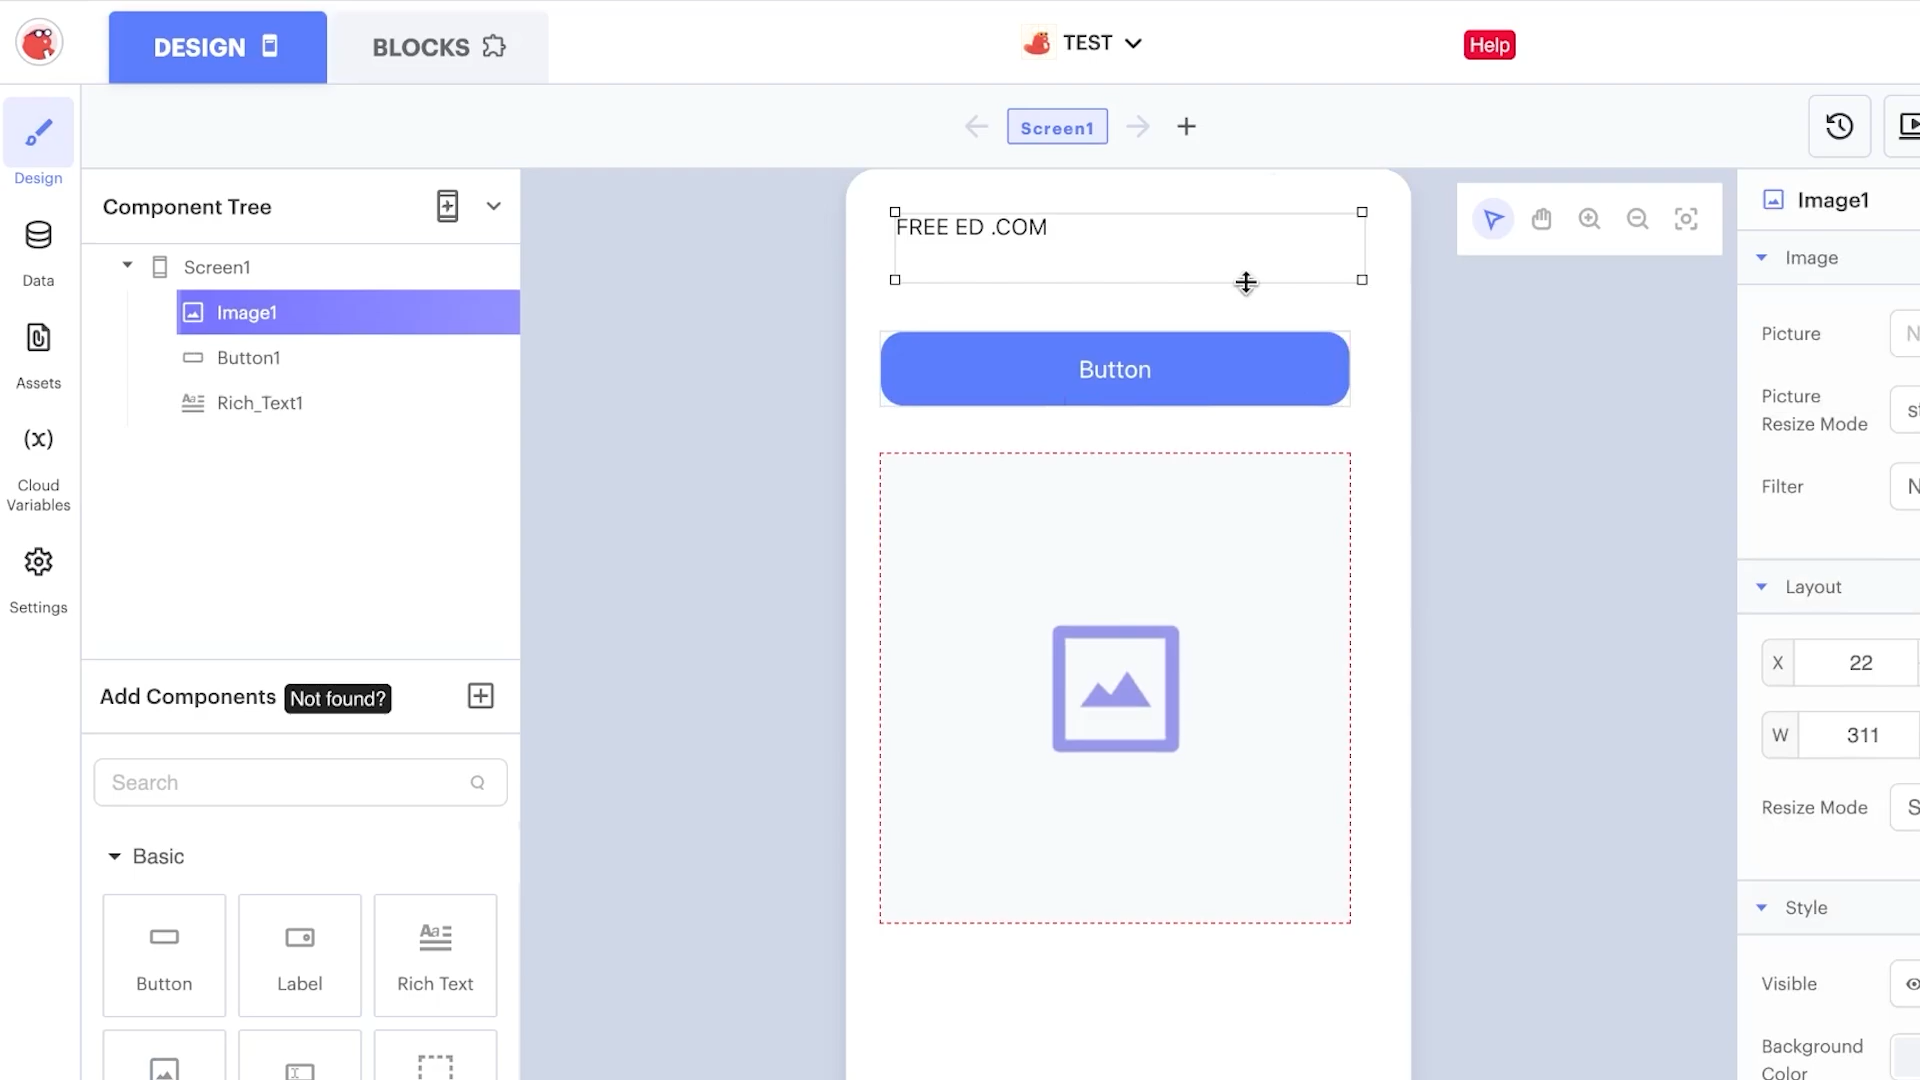 DESIGN
BLOCKS
TEST
Help
Design
Screen1
Component Tree
Screen1
Image1
Button1
Rich_Text1
Data
Assets
(x)
Cloud
Variables
Settings
Add Components
Not found?
Search
Basic
Button
Label
Aa
Rich Text
FREE ED .COM
Button
Image1
Image
Picture
N
Picture
Resize Mode
Filter
N
Layout
X
22
W
311
Resize Mode
S
Style
Visible
Background
Color